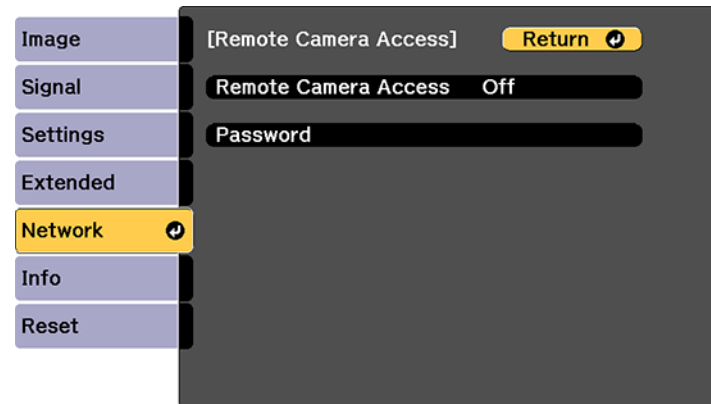 Image
Signal
Settings
Extended
Network
Info
Reset
[Remote Camera Access] Return
Remote Camera Access Off
Password